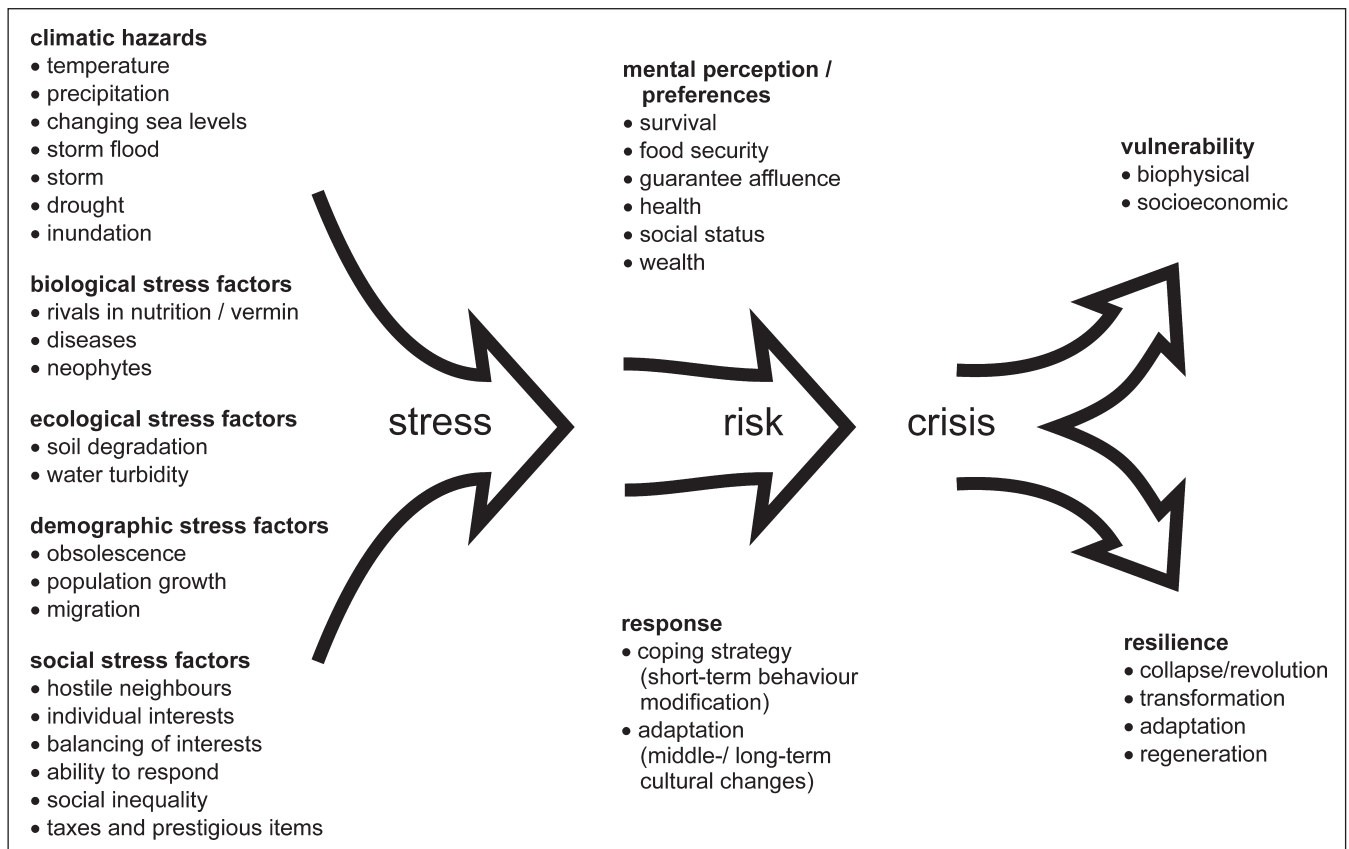 climatic hazards
• temperature
• precipitation
• changing sea levels
• storm flood
• storm
• drought
• inundation
biological stress factors
• rivals in nutrition / vermin
• diseases
• neophytes
ecological stress factors
• soil degradation
• water turbidity
demographic stress factors
• obsolescence
• population growth
• migration
social stress factors
• hostile neighbours
• individual interests
• balancing of interests
• ability to respond
• social inequality
• taxes and prestigious items
stress
mental perception /
preferences
• survival
• food security
• guarantee affluence
• health
• social status
• wealth
risk
response
• coping strategy
(short-term behaviour
modification)
• adaptation
(middle-/ long-term
cultural changes)
crisis
vulnerability
• biophysical
• socioeconomic
resilience
• collapse/revolution
• transformation
• adaptation
• regeneration